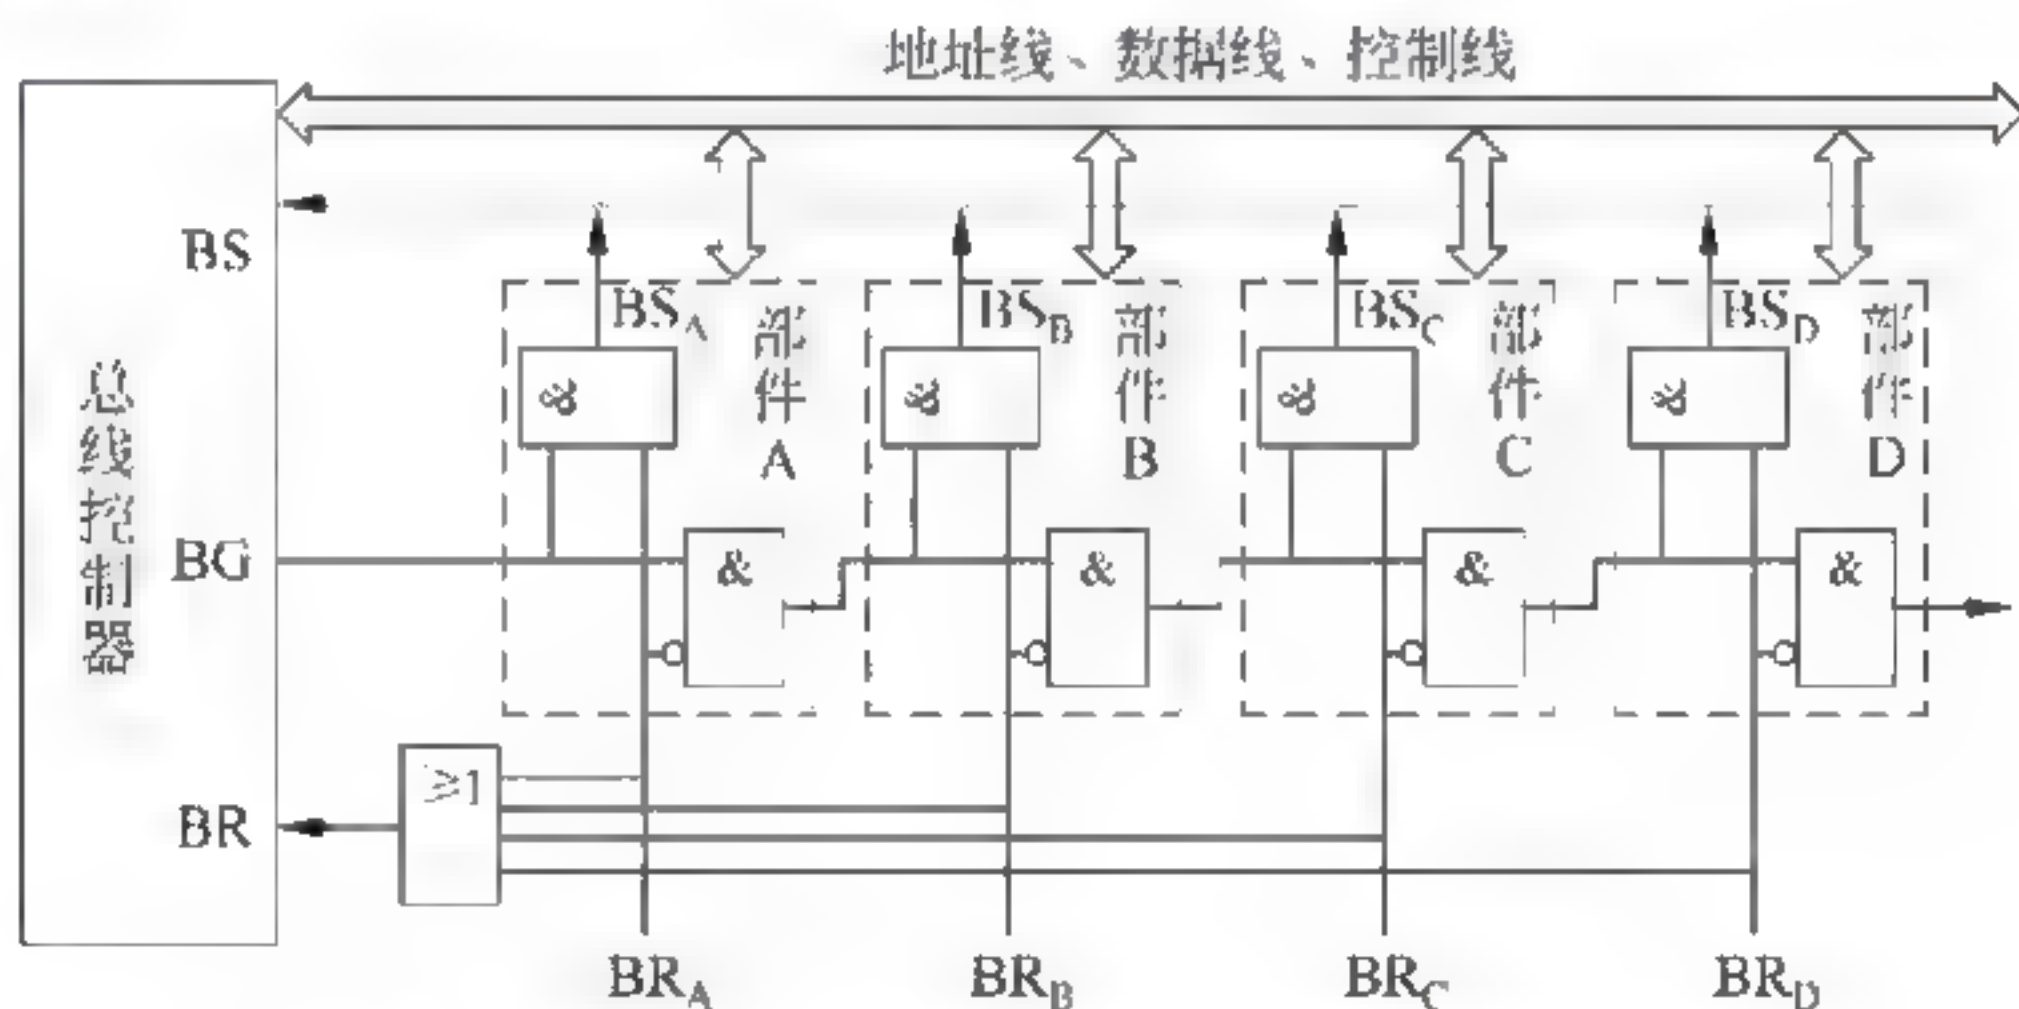 地址线、数据线、控制线
BS
BS_A
BS_B
BS_C
BS_D
部件A
部件B
部件C
部件D
&
&
&
&
总线控制器
BG
&
&
&
&
≥1
BR
BR_A
BR_B
BR_C
BR_D